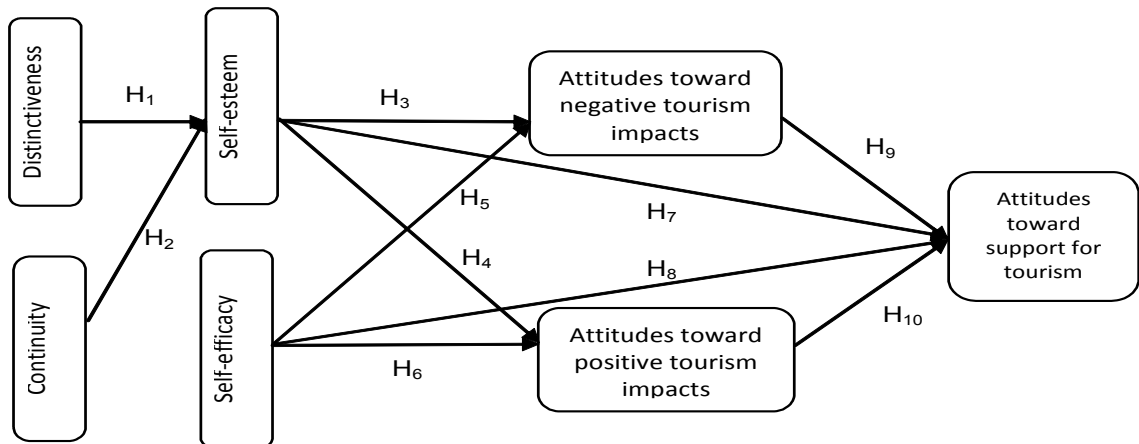 Distinctiveness
H₁
Self-esteem
H₃
Attitudes toward
negative tourism
impacts
H₉
H₅
H₇
Attitudes
toward
support for
tourism
H₂
H₄
H₈
Continuity
Self-efficacy
H₆
Attitudes toward
positive tourism
impacts
H₁₀